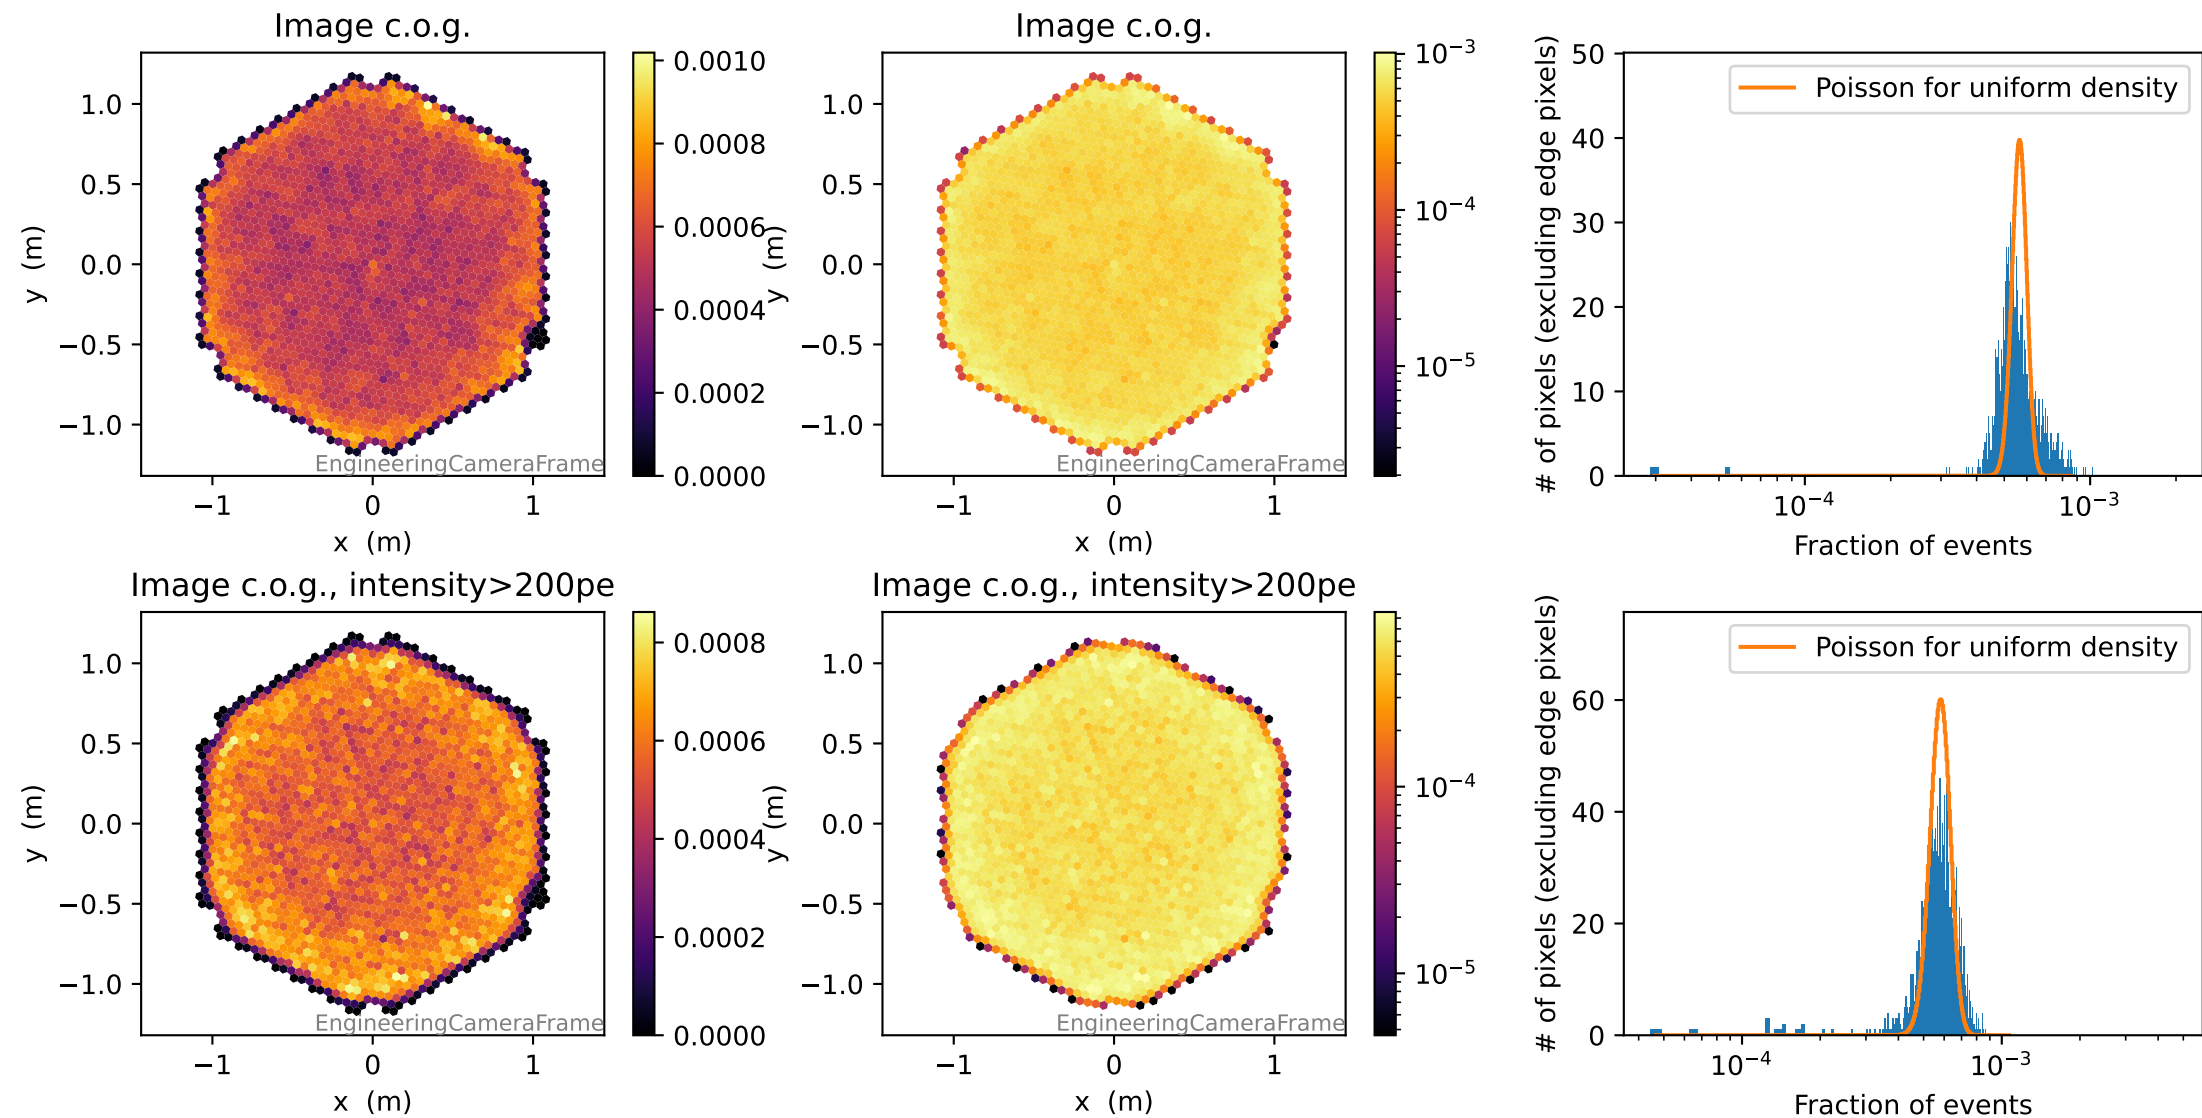 Image c.o.g.
y (m)
1.0
0.5
0.0
−0.5
−1.0
−1
0
1
x (m)
EngineeringCameraFrame
0.0010
0.0008
0.0006
0.0004
0.0002
0.0000
Image c.o.g.
y (m)
1.0
0.5
0.0
−0.5
−1.0
−1
0
1
x (m)
EngineeringCameraFrame
10−3
10−4
10−5
# of pixels (excluding edge pixels)
50
40
30
20
10
0
Poisson for uniform density
10−4
10−3
Fraction of events
Image c.o.g., intensity>200pe
y (m)
1.0
0.5
0.0
−0.5
−1.0
−1
0
1
x (m)
EngineeringCameraFrame
0.0008
0.0006
0.0004
0.0002
0.0000
Image c.o.g., intensity>200pe
y (m)
1.0
0.5
0.0
−0.5
−1.0
−1
0
1
x (m)
EngineeringCameraFrame
10−4
10−5
# of pixels (excluding edge pixels)
60
40
20
0
Poisson for uniform density
10−4
10−3
Fraction of events